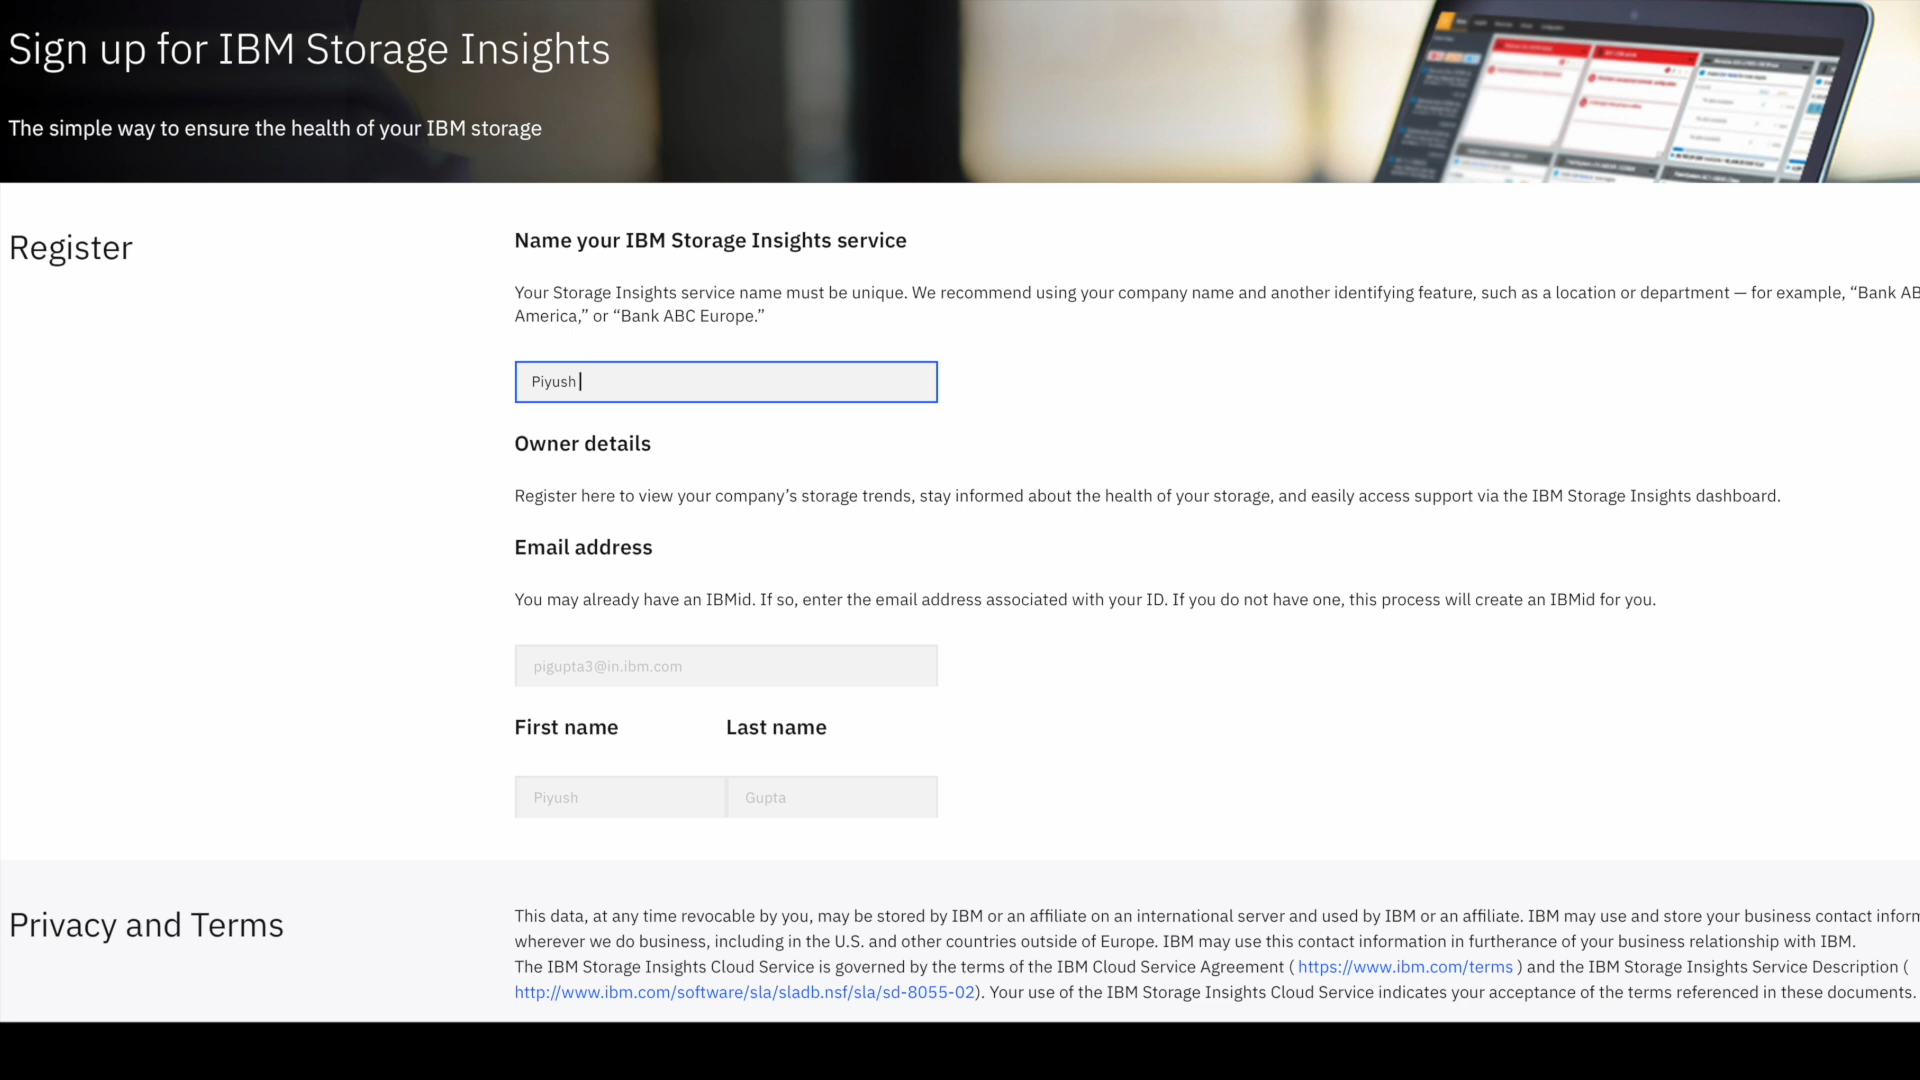 Sign up for IBM Storage Insights
The simple way to ensure the health of your IBM storage
Register
Name your IBM Storage Insights service
Your Storage Insights service name must be unique. We recommend using your company name and another identifying feature, such as a location or department — for example, “Bank AB
America,” or “Bank ABC Europe.”
Piyush
Owner details
Register here to view your company’s storage trends, stay informed about the health of your storage, and easily access support via the IBM Storage Insights dashboard.
Email address
You may already have an IBMid. If so, enter the email address associated with your ID. If you do not have one, this process will create an IBMid for you.
pigupta3@in.ibm.com
First name Last name
Piyush Gupta
Privacy and Terms
This data, at any time revocable by you, may be stored by IBM or an affiliate on an international server and used by IBM or an affiliate. IBM may use and store your business contact inform
wherever we do business, including in the U.S. and other countries outside of Europe. IBM may use this contact information in furtherance of your business relationship with IBM.
The IBM Storage Insights Cloud Service is governed by the terms of the IBM Cloud Service Agreement ( https://www.ibm.com/terms ) and the IBM Storage Insights Service Description (
http://www.ibm.com/software/sla/sladb.nsf/sla/sd-8055-02). Your use of the IBM Storage Insights Cloud Service indicates your acceptance of the terms referenced in these documents.